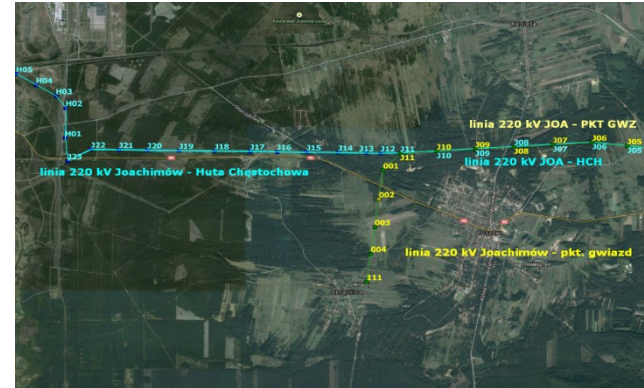 H05
H04
H03
H02
H01
J23
J22
J21
J20
J19
J18
J17
J16
J15
J14
J13
J12
J11
J11
J10
J10
J09
J09
J08
J08
J07
J07
J06
J06
J05
J05
linia 220 kV JOA - PKT GWZ
linia 220 kV JOA - HCH
linia 220 kV Joachimów - Huta Częstochowa
001
002
003
004
111
linia 220 kV Joachimów - pkt. gwiazd